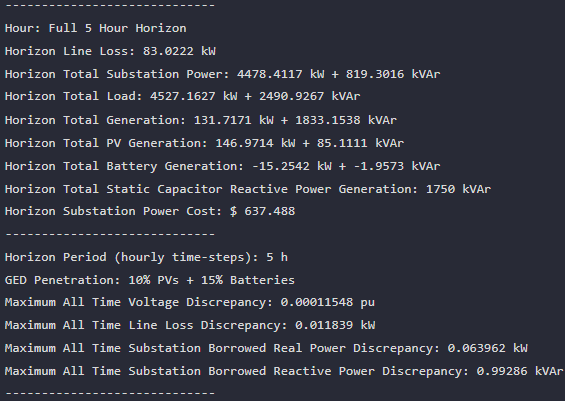 ------------------------------
Hour: Full 5 Hour Horizon
Horizon Line Loss: 83.0222 kW
Horizon Total Substation Power: 4478.4117 kW + 819.3016 kVAr
Horizon Total Load: 4527.1627 kW + 2490.9267 kVAr
Horizon Total Generation: 131.7171 kW + 1833.1538 kVAr
Horizon Total PV Generation: 146.9714 kW + 85.1111 kVAr
Horizon Total Battery Generation: -15.2542 kW + -1.9573 kVAr
Horizon Total Static Capacitor Reactive Power Generation: 1750 kVAr
Horizon Substation Power Cost: $ 637.488
------------------------------
Horizon Period (hourly time-steps): 5 h
GED Penetration: 10% PVs + 15% Batteries
Maximum All Time Voltage Discrepancy: 0.00011548 pu
Maximum All Time Line Loss Discrepancy: 0.011839 kW
Maximum All Time Substation Borrowed Real Power Discrepancy: 0.063962 kW
Maximum All Time Substation Borrowed Reactive Power Discrepancy: 0.99286 kVAr
------------------------------